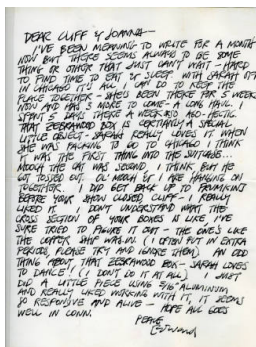 DEAR CLIFF & JOANNA—
I'VE BEEN MEANING TO WRITE FOR A MONTH
NOW BUT THERE SEEMS ALWAYS TO BE SOME
THING OR OTHER THAT JUST CAN'T WAIT - HARD
TO FIND TIME TO EAT & SLEEP. WITH SARAH OFF
IN CHICAGO IT'S ALL I CAN DO TO KEEP THE
PLACE TOGETHER - SHE'S BEEN THERE FOR 5 WEEKS
NOW AND HAS 5 MORE TO COME - A LONG HAUL. I
SPENT 5 DAYS THERE A WEEK AGO - HECTIC.
THAT ZEBRAWOOD BOX IS CERTAINLY A SPECIAL
LITTLE OBJECT - SARAH REALLY LOVES IT. WHEN
SHE WAS PACKING TO GO TO CHICAGO I THINK
IT WAS THE FIRST THING INTO THE SUITCASE...
MOOCH THE CAT WAS SECOND, I THINK BUT HE
GOT TOSSED OUT. OL' MOOCH & I ARE HANGING ON
TOGETHER. I DID GET BACK UP TO
BEFORE YOUR SHOW CLOSED CLIFF - I REALLY
LIKED IT. I DON'T UNDERSTAND WHAT THE
CROSS SECTION OF YOUR BONES IS LIKE. I'VE
SURE TRIED TO FIGURE IT OUT - THE ONE'S LIKE
THE COPPER SHIP WAS IN. (I OFTEN PUT IN EXTRA
PERIODS, PLEASE TRY AND IGNORE THEM) AN ODD
THING ABOUT THAT ZEBRAWOOD BOX - SARAH LOVES
TO DANCE! (I DON'T DO IT AT ALL) I JUST
DID A LITTLE PIECE USING 5/16" ALUMINUM
AND REALLY LIKED WORKING WITH IT, IT SEEMS
SO RESPONSIVE AND ALIVE - HOPE ALL GOES
WELL IN CONN.
PEACE